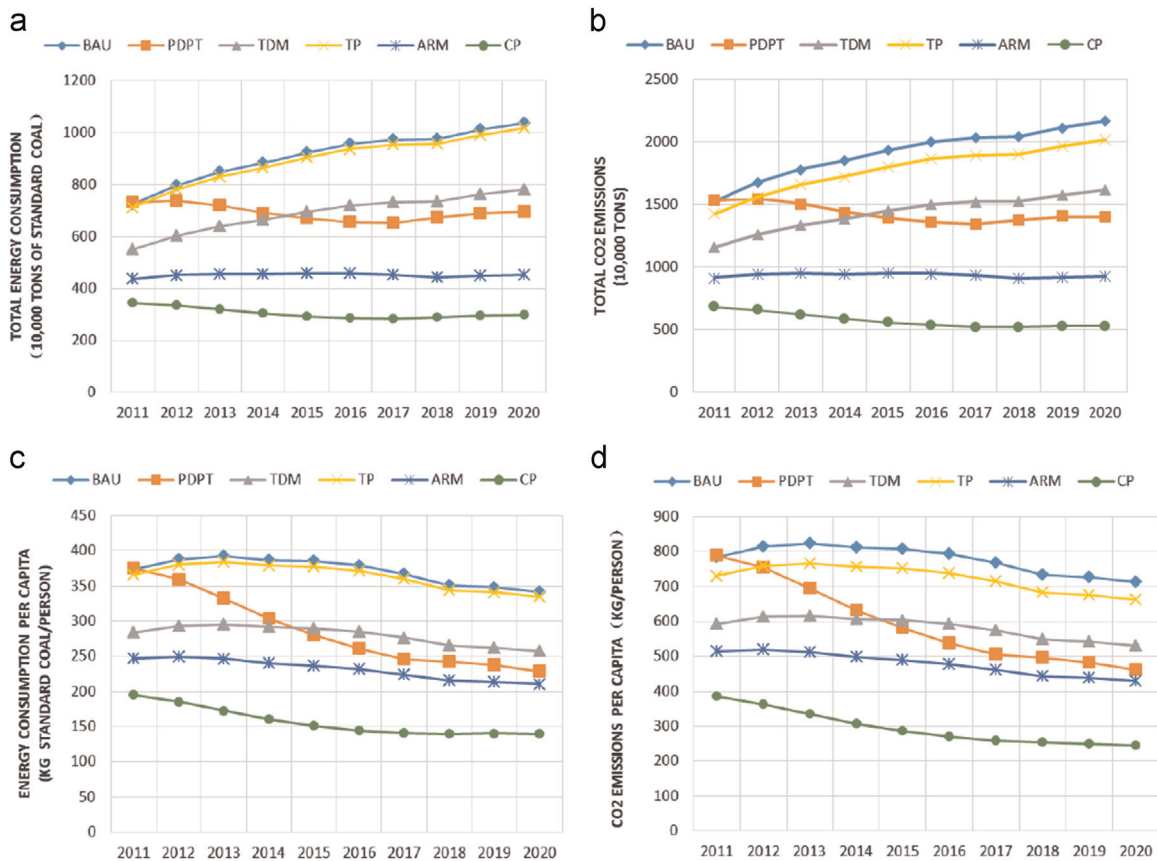 a
BAU PDPT TDM TP ARM CP
TOTAL ENERGY CONSUMPTION
(10,000 TONS OF STANDARD COAL)
1200
1000
800
600
400
200
0
2011 2012 2013 2014 2015 2016 2017 2018 2019 2020
b
BAU PDPT TDM TP ARM CP
TOTAL CO2 EMISSIONS
(10,000 TONS)
2500
2000
1500
1000
500
0
2011 2012 2013 2014 2015 2016 2017 2018 2019 2020
c
BAU PDPT TDM TP ARM CP
ENERGY CONSUMPTION PER CAPITA
(KG STANDARD COAL/PERSON)
450
400
350
300
250
200
150
100
50
0
2011 2012 2013 2014 2015 2016 2017 2018 2019 2020
d
BAU PDPT TDM TP ARM CP
CO2 EMISSIONS PER CAPITA (KG/PERSON)
900
800
700
600
500
400
300
200
100
0
2011 2012 2013 2014 2015 2016 2017 2018 2019 2020